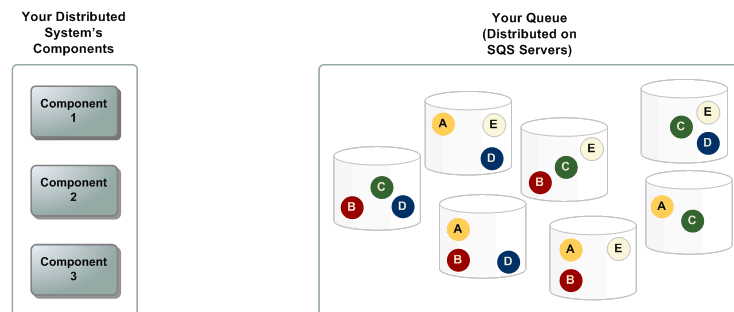 Your Distributed
System's
Components
Component
1
Component
2
Component
3
Your Queue
(Distributed on
SQS Servers)
A
E
D
C
B
D
A
B
D
E
C
B
A
E
B
E
C
D
A
C